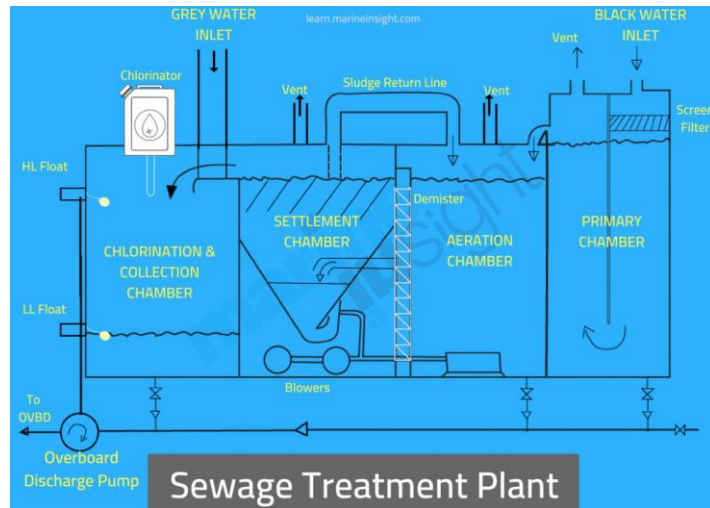 GREY WATER
INLET
learn.marineinsight.com
BLACK WATER
INLET
Chlorinator
Vent
Sludge Return Line
Vent
Vent
Screen
Filter
HL Float
Demister
SETTLEMENT
CHAMBER
PRIMARY
CHAMBER
AERATION
CHAMBER
CHLORINATION &
COLLECTION
CHAMBER
LL Float
Blowers
To
OVBD
Overboard
Discharge Pump
Sewage Treatment Plant